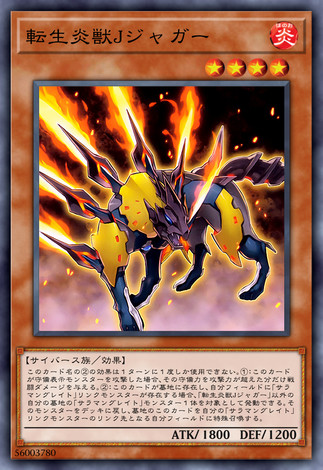 転生炎獣Jジャガー
ほのお
炎
【サイバース族／効果】
このカード名の②の効果は１ターンに１度しか使用できない。①：このカード
が守備表示モンスターを攻撃した場合、その守備力を攻撃力が超えた分だけ戦
闘ダメージを与える。②：このカードが墓地に存在し、自分フィールドに「サラ
マングレイト」リンクモンスターが存在する場合、「転生炎獣Jジャガー」以外の
自分の墓地の「サラマングレイト」モンスター１体を対象として発動できる。そ
のモンスターをデッキに戻し、墓地のこのカードを自分の「サラマングレイト」
リンクモンスターのリンク先となる自分フィールドに特殊召喚する。
ATK/1800 DEF/1200
56003780